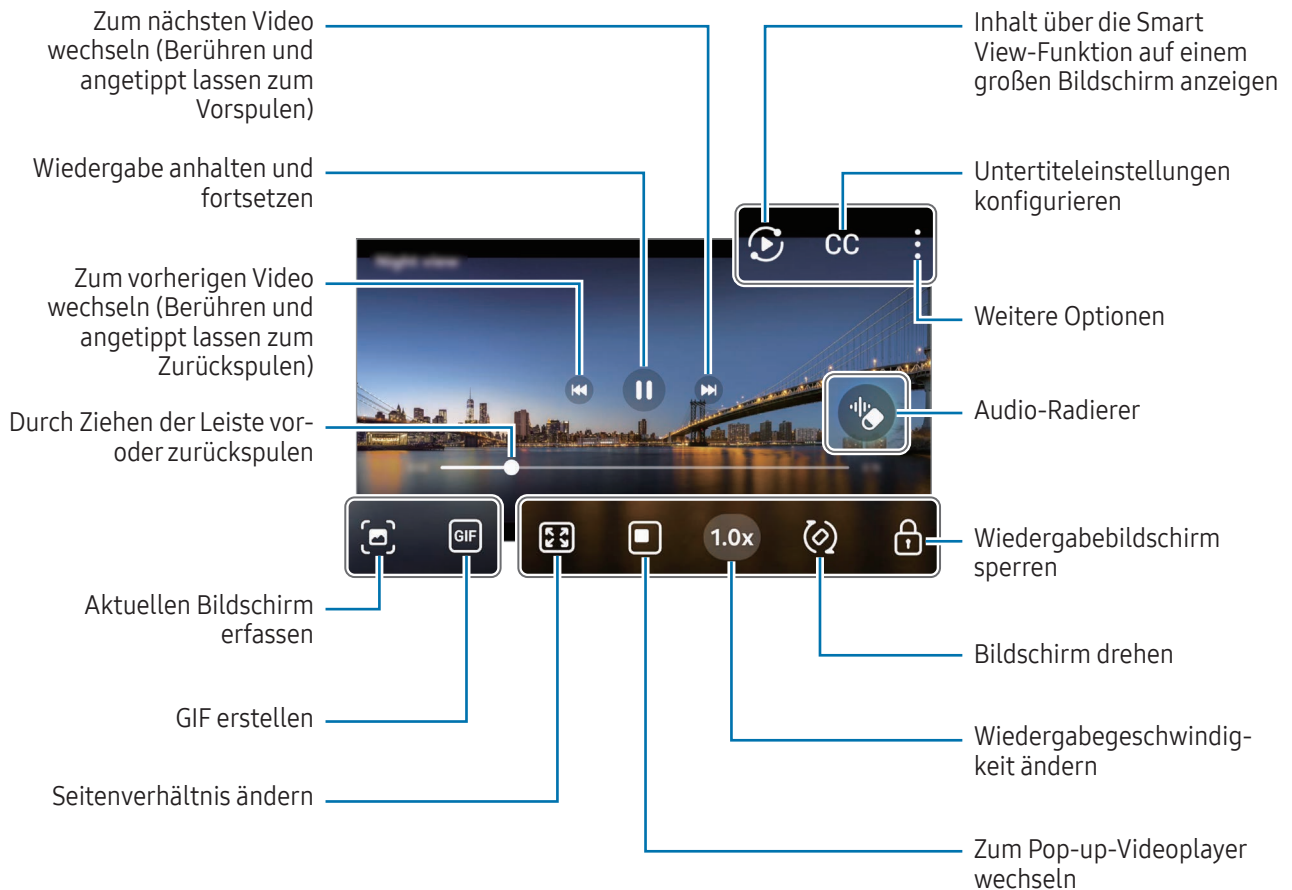 Zum nächsten Video
wechseln (Berühren und
angetippt lassen zum
Vorspulen)
Wiedergabe anhalten und
fortsetzen
Zum vorherigen Video
wechseln (Berühren und
angetippt lassen zum
Zurückspulen)
Durch Ziehen der Leiste vor-
oder zurückspulen
Aktuellen Bildschirm
erfassen
GIF erstellen
Seitenverhältnis ändern
Night view
CC
GIF
1.0x
Inhalt über die Smart
View-Funktion auf einem
großen Bildschirm anzeigen
Untertiteleinstellungen
konfigurieren
Weitere Optionen
Audio-Radierer
Wiedergabebildschirm
sperren
Bildschirm drehen
Wiedergabegeschwindig-
keit ändern
Zum Pop-up-Videoplayer
wechseln